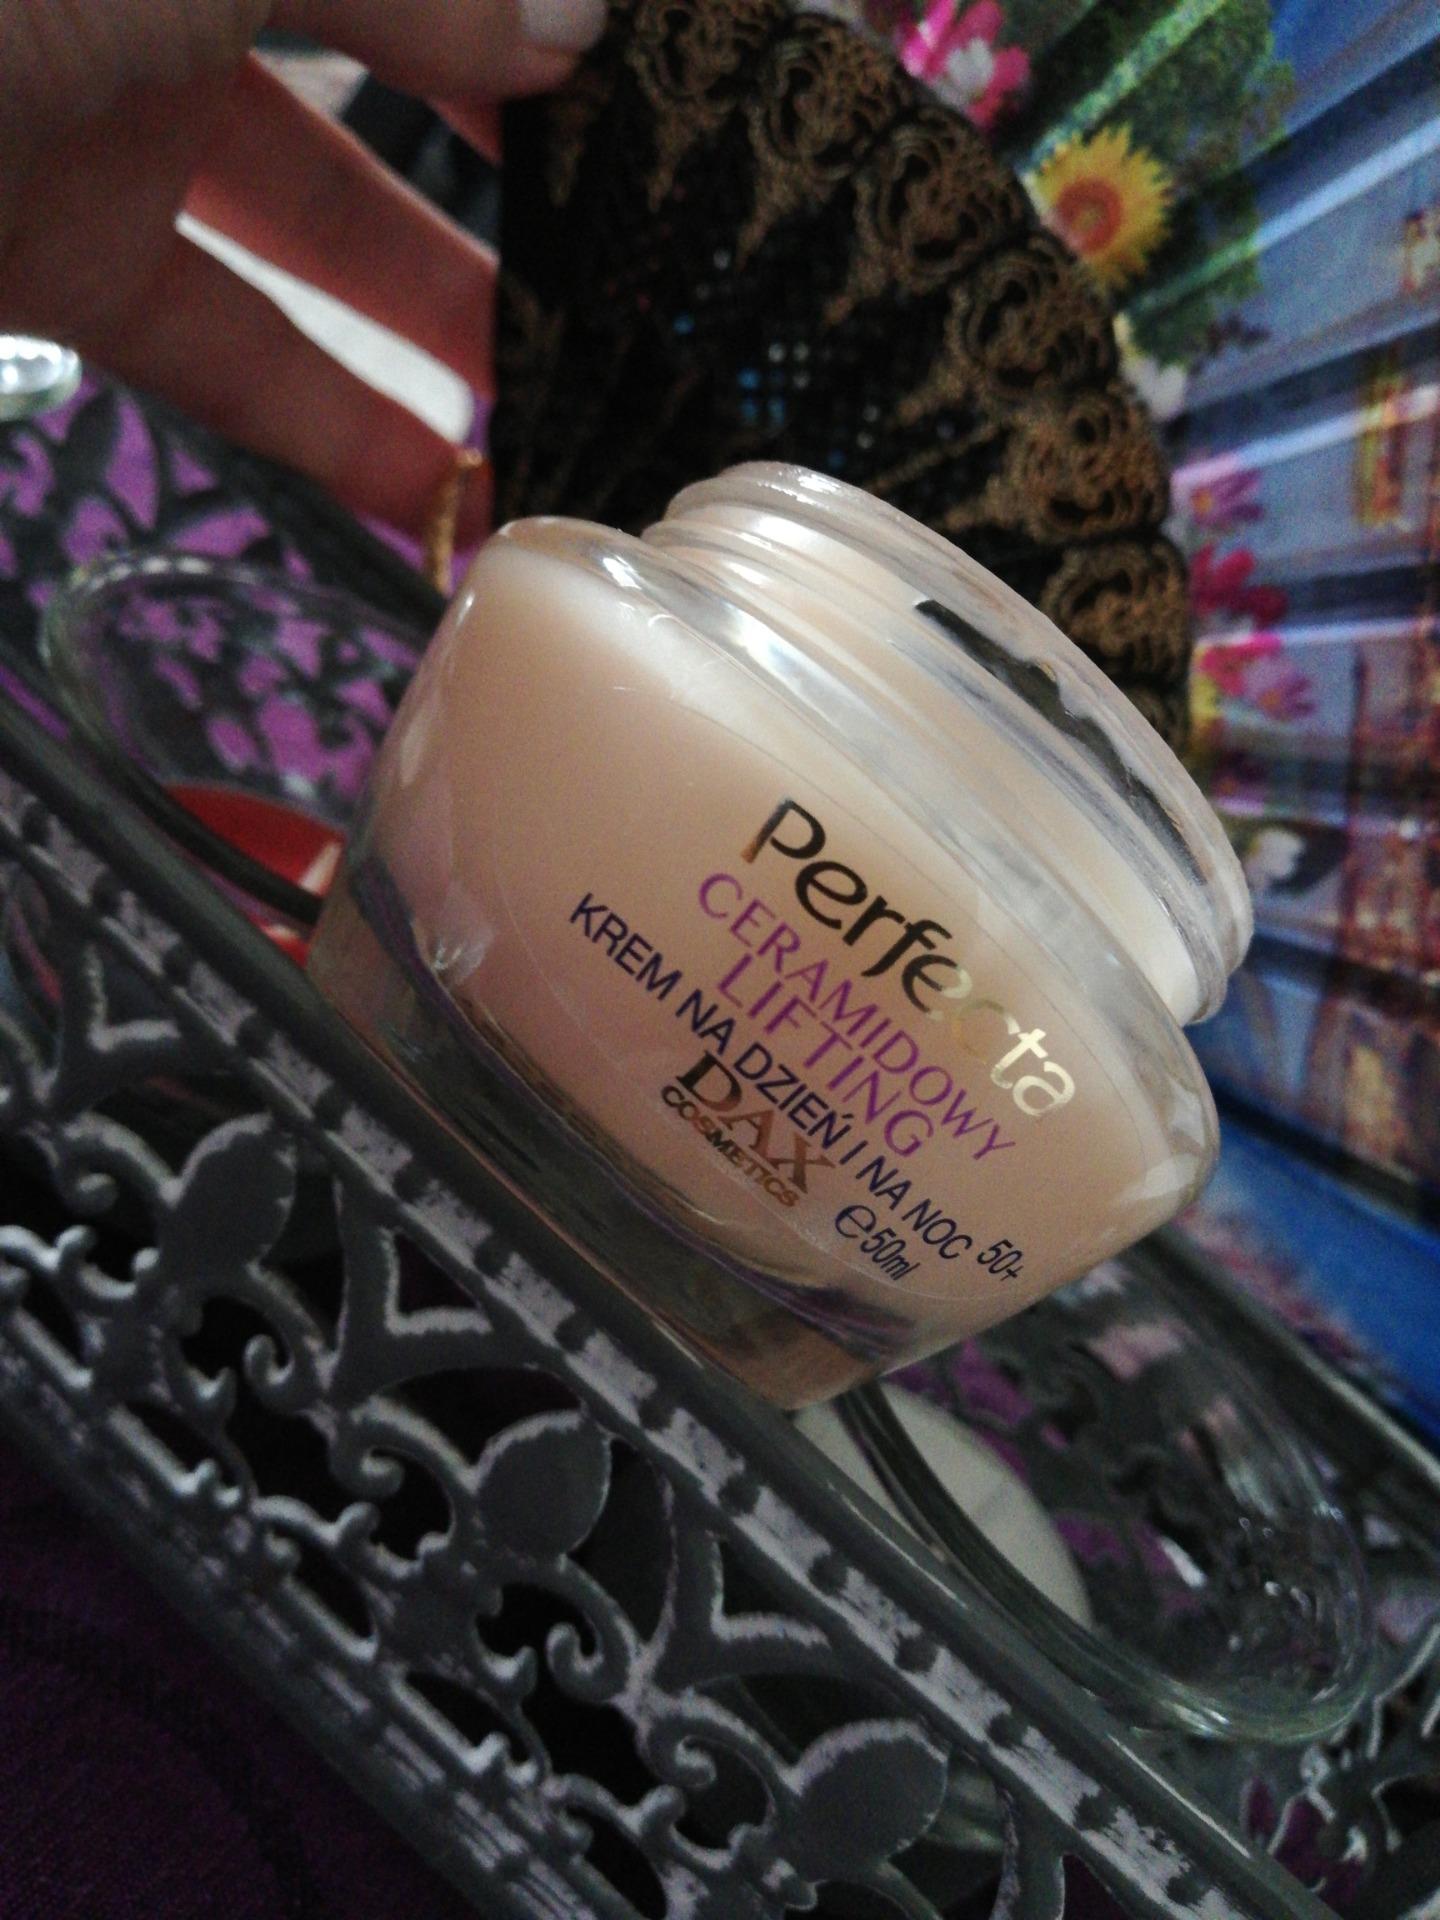 Perfecta
CERAMIDOWY
LIFTING
KREM NA DZIEŃ I NA NOC 50+
DAX
COSMETICS
℮50ml